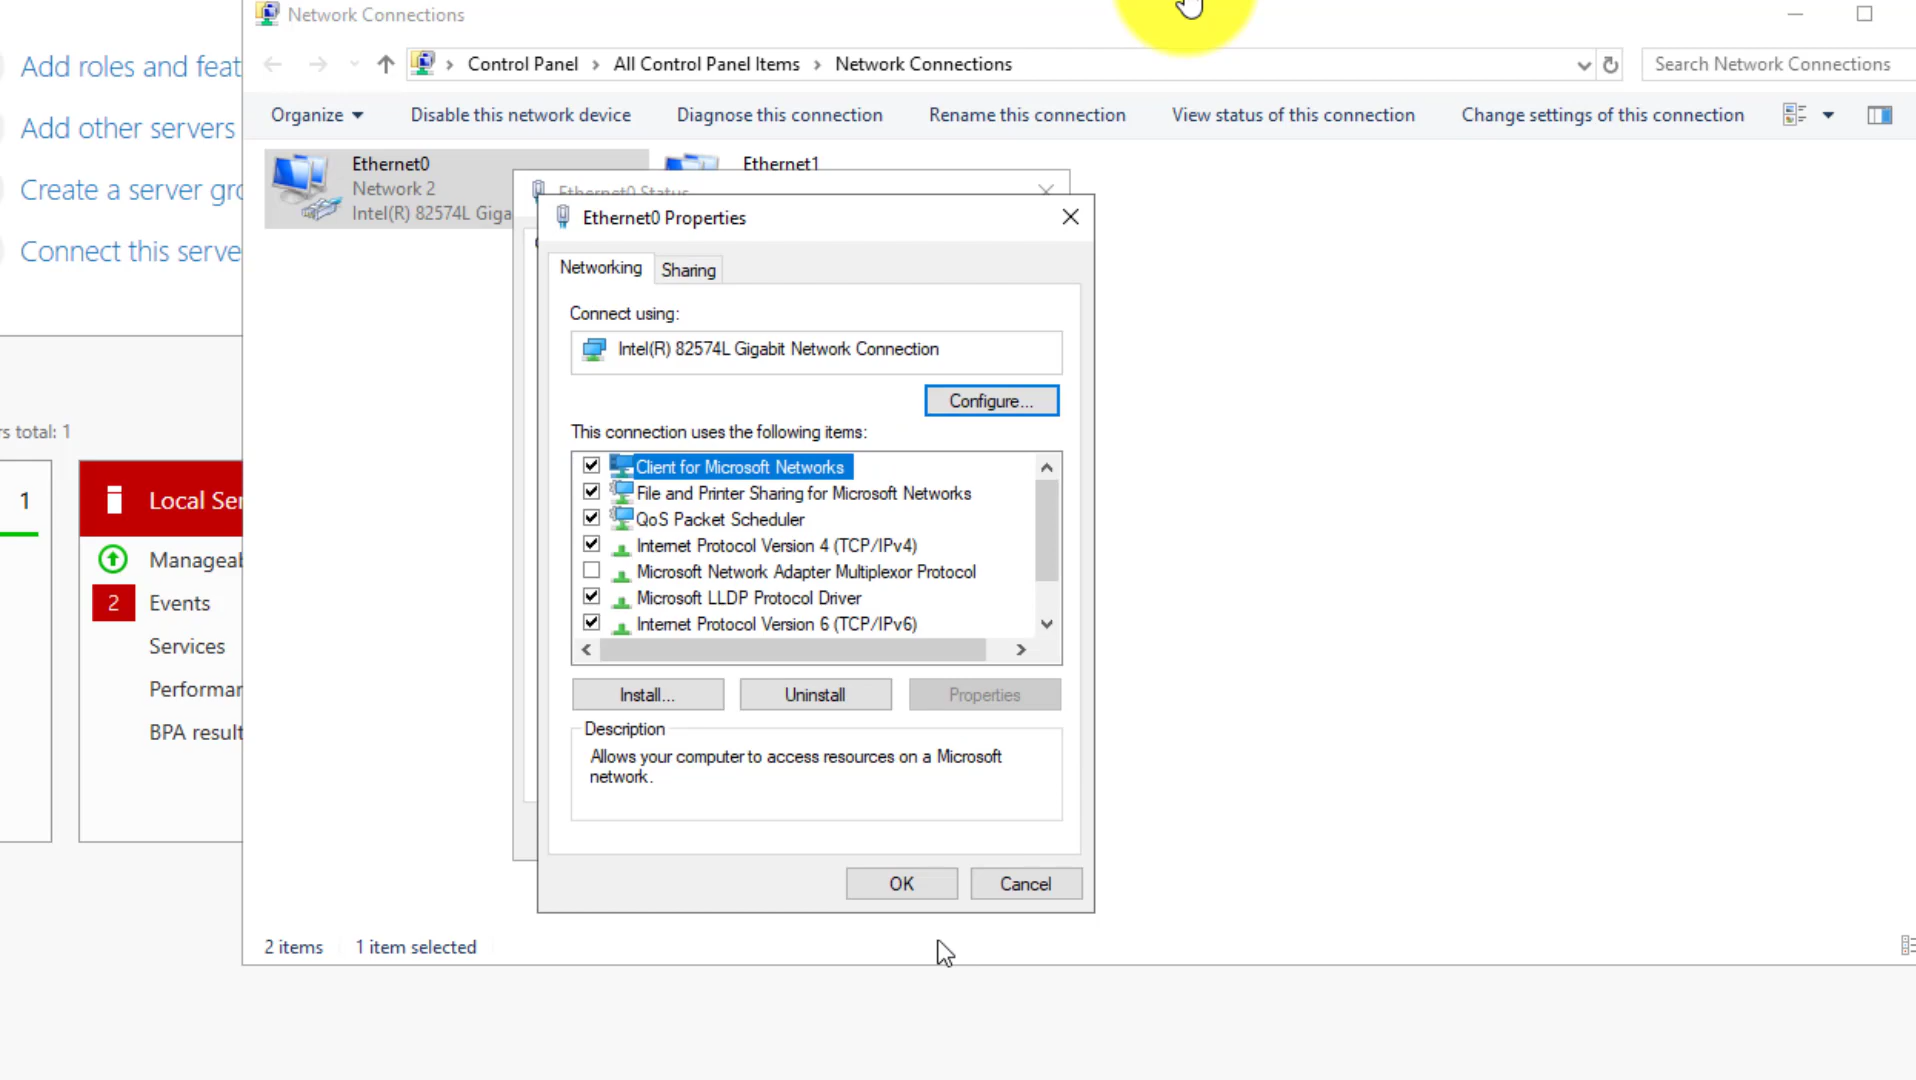 Network Connections
Add roles and feat
Control Panel > All Control Panel Items > Network Connections
Search Network Connections
Organize
Disable this network device
Diagnose this connection
Rename this connection
View status of this connection
Change settings of this connection
Add other servers
Create a server gro
Connect this serve
Ethernet0
Network 2
Intel(R) 82574L Giga
Ethernet1
Ethernet0 Status
Ethernet0 Properties
Networking
Sharing
Connect using:
Intel(R) 82574L Gigabit Network Connection
Configure...
This connection uses the following items:
Client for Microsoft Networks
File and Printer Sharing for Microsoft Networks
QoS Packet Scheduler
Internet Protocol Version 4 (TCP/IPv4)
Microsoft Network Adapter Multiplexor Protocol
Microsoft LLDP Protocol Driver
Internet Protocol Version 6 (TCP/IPv6)
Install...
Uninstall
Properties
Description
Allows your computer to access resources on a Microsoft
network.
OK
Cancel
rs total: 1
1
Local Ser
Manageab
2
Events
Services
Performan
BPA result
2 items
1 item selected